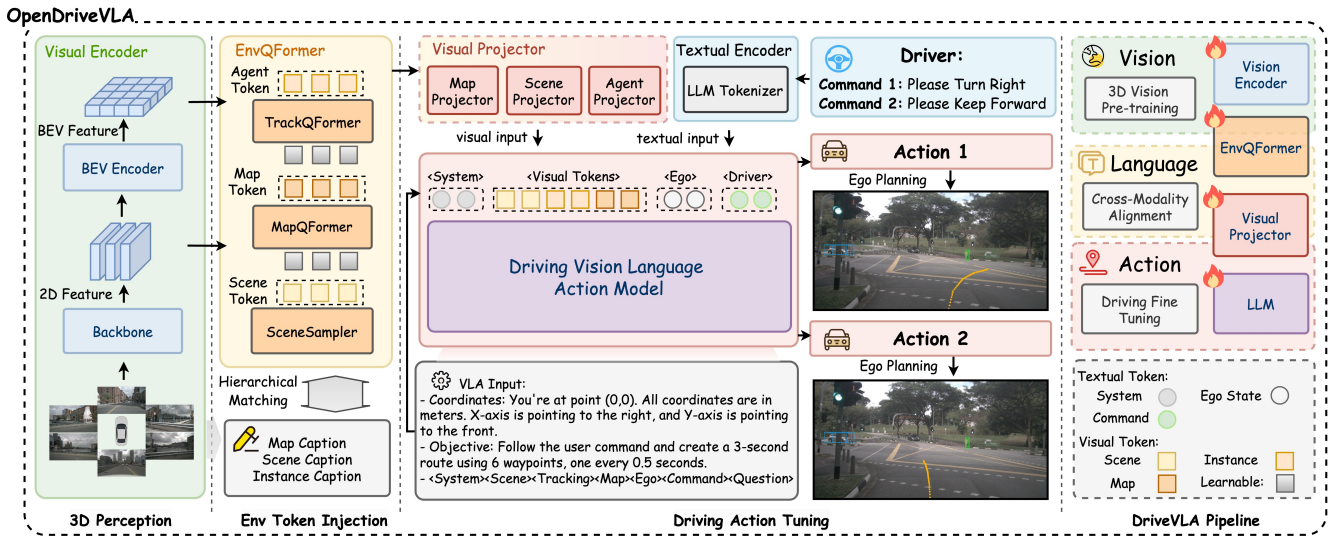 OpenDriveVLA
Visual Encoder
BEV Feature
BEV Encoder
2D Feature
Backbone
3D Perception
EnvQFormer
Agent
Token
TrackQFormer
Map
Token
MapQFormer
Scene
Token
SceneSampler
Hierarchical
Matching
Map Caption
Scene Caption
Instance Caption
Env Token Injection
Visual Projector
Map
Projector
Scene
Projector
Agent
Projector
Textual Encoder
LLM Tokenizer
Driver:
Command 1: Please Turn Right
Command 2: Please Keep Forward
visual input
textual input
<System>
<Visual Tokens>
<Ego>
<Driver>
Driving Vision Language
Action Model
Action 1
Ego Planning
Action 2
Ego Planning
VLA Input:
- Coordinates: You're at point (0,0). All coordinates are in
meters. X-axis is pointing to the right, and Y-axis is pointing
to the front.
- Objective: Follow the user command and create a 3-second
route using 6 waypoints, one every 0.5 seconds.
- <System><Scene><Tracking><Map><Ego><Command><Question>
Driving Action Tuning
Vision
3D Vision
Pre-training
Vision
Encoder
EnvQFormer
Language
Cross-Modality
Alignment
Visual
Projector
Action
Driving Fine
Tuning
LLM
Textual Token:
System
Ego State
Command
Visual Token:
Scene
Instance
Map
Learnable:
DriveVLA Pipeline